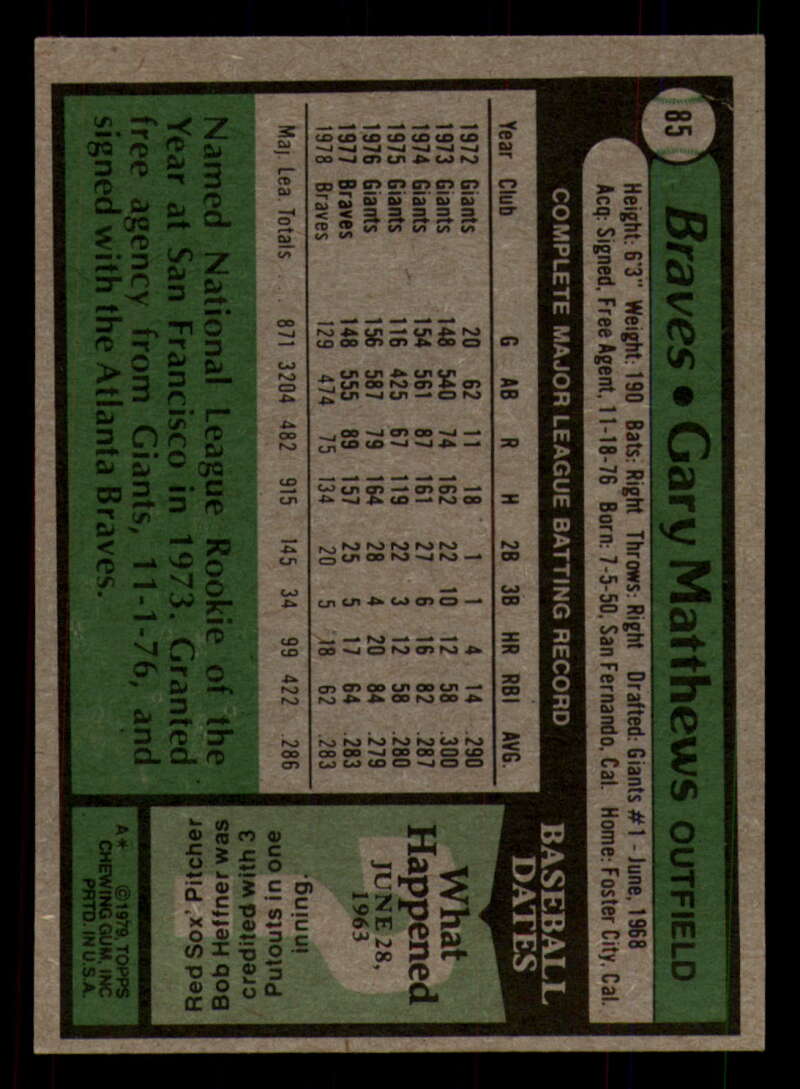 85
Braves • Gary Matthews OUTFIELD
Height: 6'3" Weight: 190 Bats: Right Throws: Right Drafted: Giants #1 - June, 1968
Acq: Signed, Free Agent, 11-18-76 Born: 7-5-50, San Fernando, Cal. Home: Foster City, Cal.
COMPLETE MAJOR LEAGUE BATTING RECORD
Year Club G AB R H 2B 3B HR RBI AVG.
1972 Giants 20 62 11 18 1 1 4 14 .290
1973 Giants 148 540 74 162 22 10 12 58 .300
1974 Giants 154 561 87 161 27 6 16 82 .287
1975 Giants 116 425 67 119 22 3 12 58 .280
1976 Giants 156 587 79 164 28 4 20 84 .279
1977 Braves 148 555 89 157 25 5 17 64 .283
1978 Braves 129 474 75 134 20 5 18 62 .283
Maj Lea Totals . . . 871 3204 482 915 145 34 99 422 .286
Named National League Rookie of the
Year at San Francisco in 1973. Granted
free agency from Giants, 11-1-76, and
signed with the Atlanta Braves.
BASEBALL
DATES
What
Happened
JUNE 28,
1963
Red Sox' Pitcher
Bob Heffner was
credited with 3
Putouts in one
inning.
A* ©1979 TOPPS
CHEWING GUM, INC
PRTD. IN U.S.A.